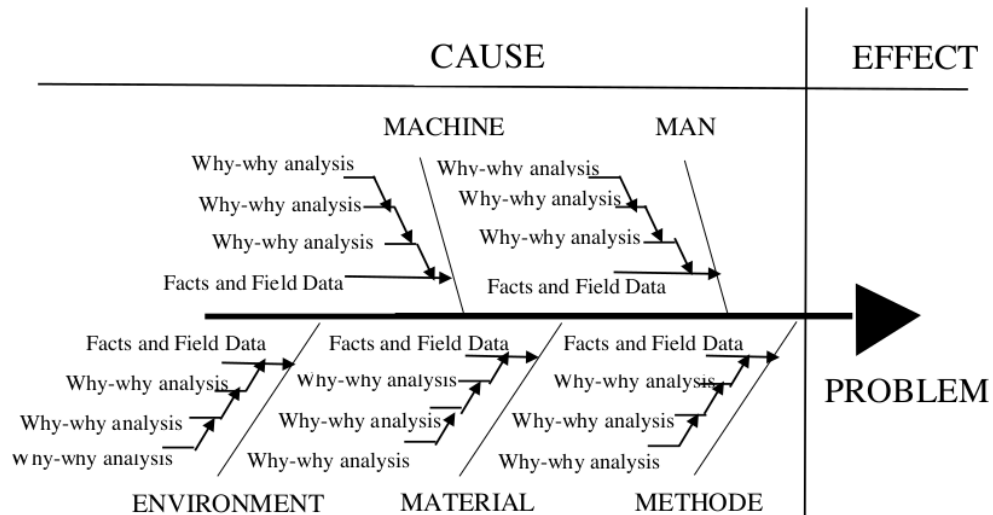 CAUSE
EFFECT
MACHINE
MAN
Why-why analysis
Why-why analysis
Why-why analysis
Facts and Field Data
Why-why analysis
Why-why analysis
Why-why analysis
Facts and Field Data
Facts and Field Data
Why-why analysis
Why-why analysis
Why-why analysis
Facts and Field Data
Why-why analysis
Why-why analysis
Why-why analysis
Facts and Field Data
Why-why analysis
Why-why analysis
Why-why analysis
PROBLEM
ENVIRONMENT
MATERIAL
METHODE